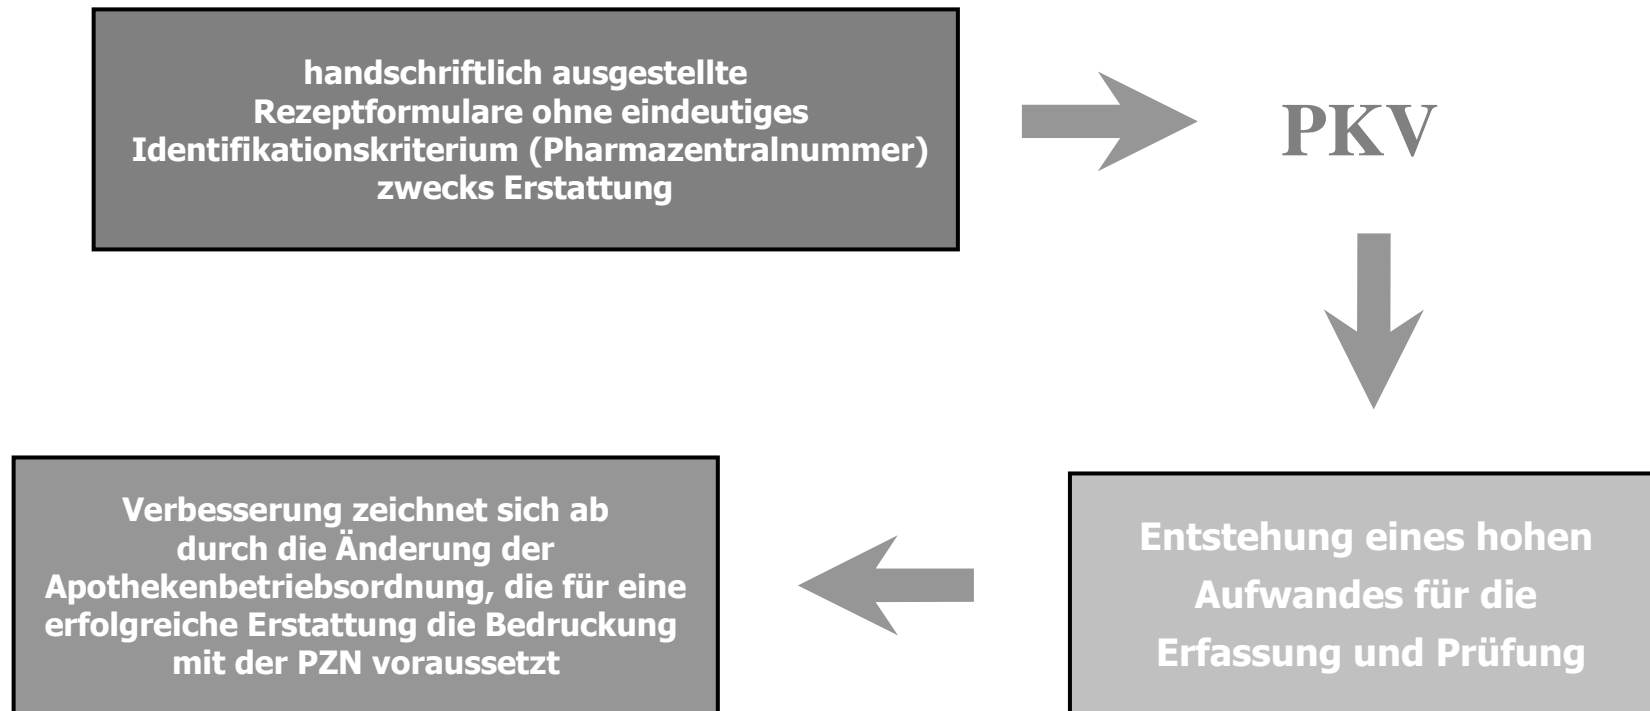 handschriftlich ausgestellte
Rezeptformulare ohne eindeutiges
Identifikationskriterium (Pharmazentralnummer)
zwecks Erstattung
PKV
Entstehung eines hohen
Aufwandes für die
Erfassung und Prüfung
Verbesserung zeichnet sich ab
durch die Änderung der
Apothekenbetriebsordnung, die für eine
erfolgreiche Erstattung die Bedruckung
mit der PZN voraussetzt